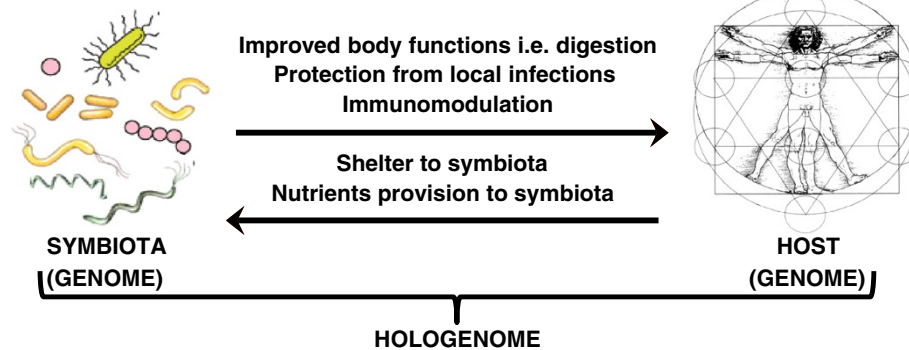 Improved body functions i.e. digestion
Protection from local infections
Immunomodulation
Shelter to symbiota
Nutrients provision to symbiota
SYMBIOTA
(GENOME)
HOST
(GENOME)
HOLOGENOME